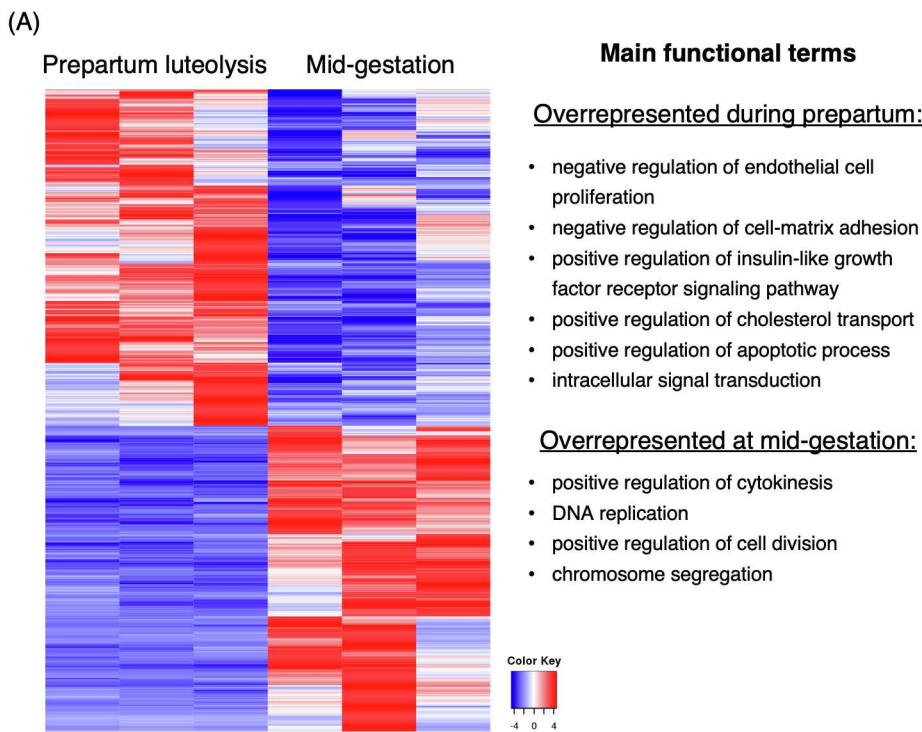 (A)
Prepartum luteolysis
Mid-gestation
Main functional terms
Overrepresented during prepartum:
• negative regulation of endothelial cell
proliferation
• negative regulation of cell-matrix adhesion
• positive regulation of insulin-like growth
factor receptor signaling pathway
• positive regulation of cholesterol transport
• positive regulation of apoptotic process
• intracellular signal transduction
Overrepresented at mid-gestation:
• positive regulation of cytokinesis
• DNA replication
• positive regulation of cell division
• chromosome segregation
Color Key
-4 0 4